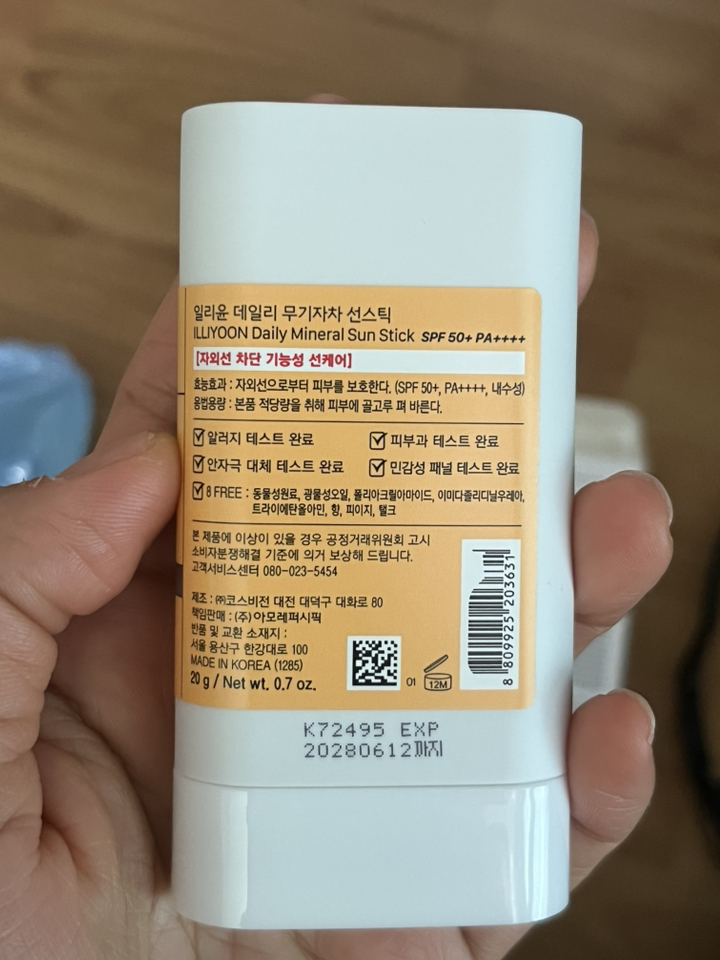 일리윤 데일리 무기자차 선스틱
ILLIYOON Daily Mineral Sun Stick SPF 50+ PA++++
[자외선 차단 기능성 선케어]
효능효과 : 자외선으로부터 피부를 보호한다. (SPF 50+, PA++++, 내수성)
용법용량 : 본품 적당량을 취해 피부에 골고루 펴 바른다.
알러지 테스트 완료 피부과 테스트 완료
안자극 대체 테스트 완료 민감성 패널 테스트 완료
8 FREE : 동물성원료, 광물성오일, 폴리아크릴아마이드, 이미다졸리디닐우레아,
트라이에탄올아민, 향, 피이지, 탤크
본 제품에 이상이 있을 경우 공정거래위원회 고시
소비자분쟁해결 기준에 의거 보상해 드립니다.
고객서비스센터 080-023-5454
제조 : ㈜코스비전 대전 대덕구 대화로 80
책임판매 : (주)아모레퍼시픽
반품 및 교환 소재지 :
서울 용산구 한강대로 100
MADE IN KOREA (1285)
20 g / Net wt. 0.7 oz.
01
12M
8 809925 203631
K72495 EXP
20280612까지